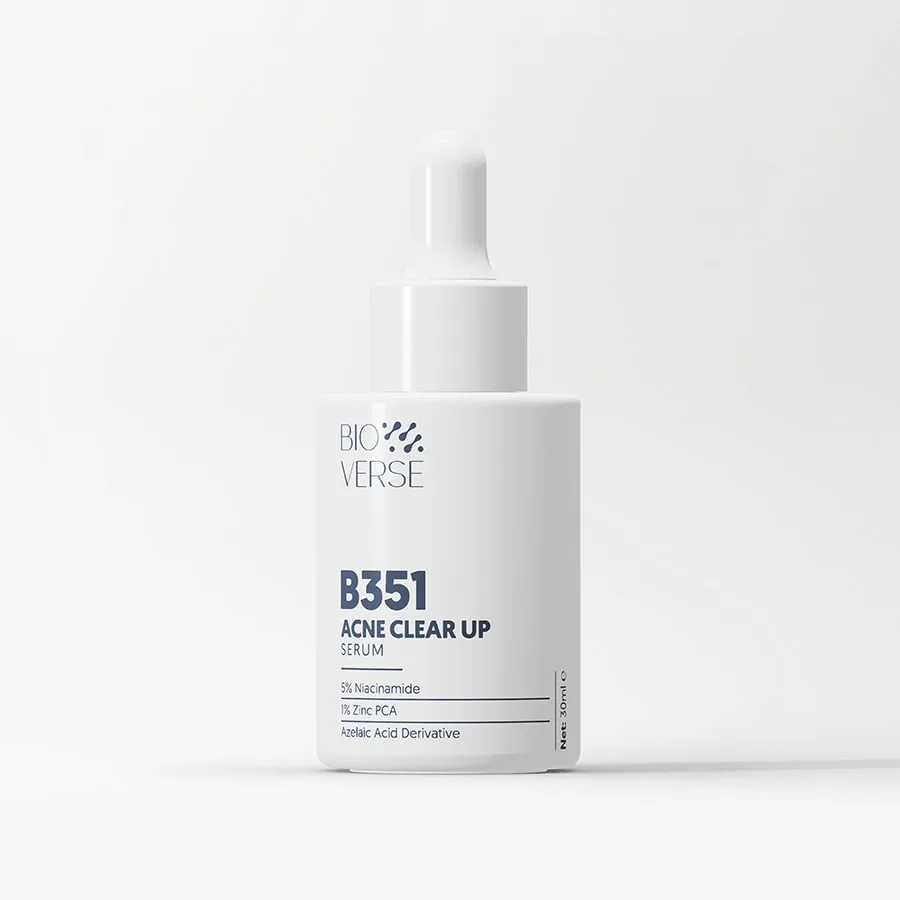 BIO
VERSE
B351
ACNE CLEAR UP
SERUM
5% Niacinamide
1% Zinc PCA
Azelaic Acid Derivative
Net: 30ml e